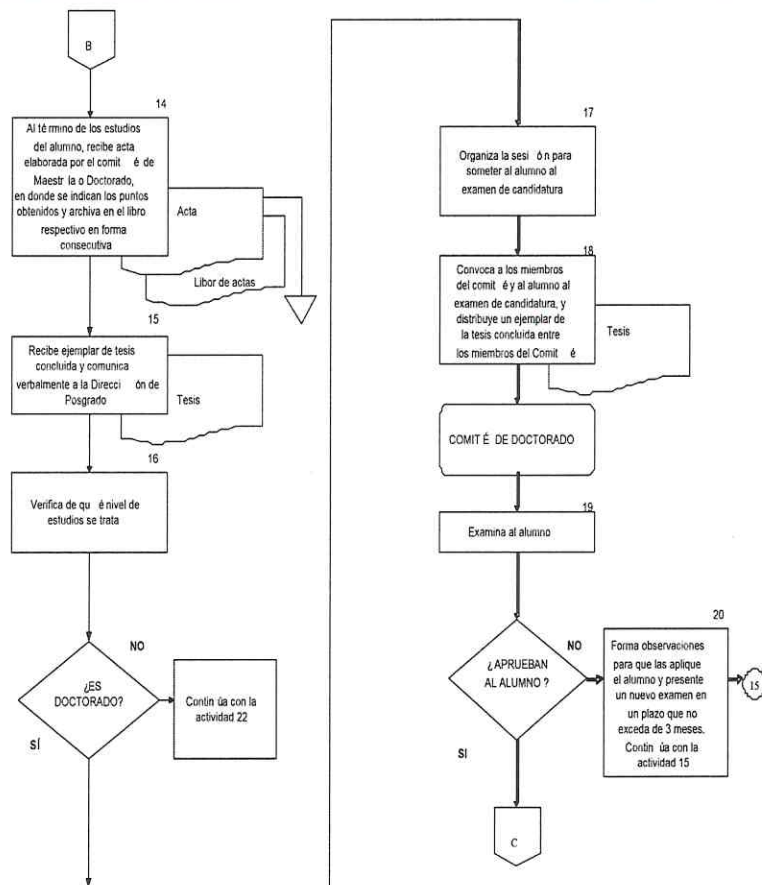 B
14
Al té rmino de los estudios
del alumno, recibe acta
elaborada por el comit é de
Maestr ía o Doctorado,
en donde se indican los puntos
obtenidos y archiva en el libro
respectivo en forma
consecutiva
Acta
Libor de actas
15
Recibe ejemplar de tesis
concluida y comunica
verbalmente a la Direcci ón de
Posgrado
Tesis
16
Verifica de qu é nivel de
estudios se trata
NO
¿ES
DOCTORADO?
Contin úa con la
actividad 22
SÍ
17
Organiza la sesi ón para
someter al alumno al
examen de candidatura
18
Convoca a los miembros
del comit é y al alumno al
examen de candidatura, y
distribuye un ejemplar de
la tesis concluida entre
los miembros del Comit é
Tesis
COMIT É DE DOCTORADO
19
Examina al alumno
20
NO
¿APRUEBAN
AL ALUMNO ?
Forma observaciones
para que las aplique
el alumno y presente
un nuevo examen en
un plazo que no
exceda de 3 meses.
Contin úa con la
actividad 15
15
SI
C